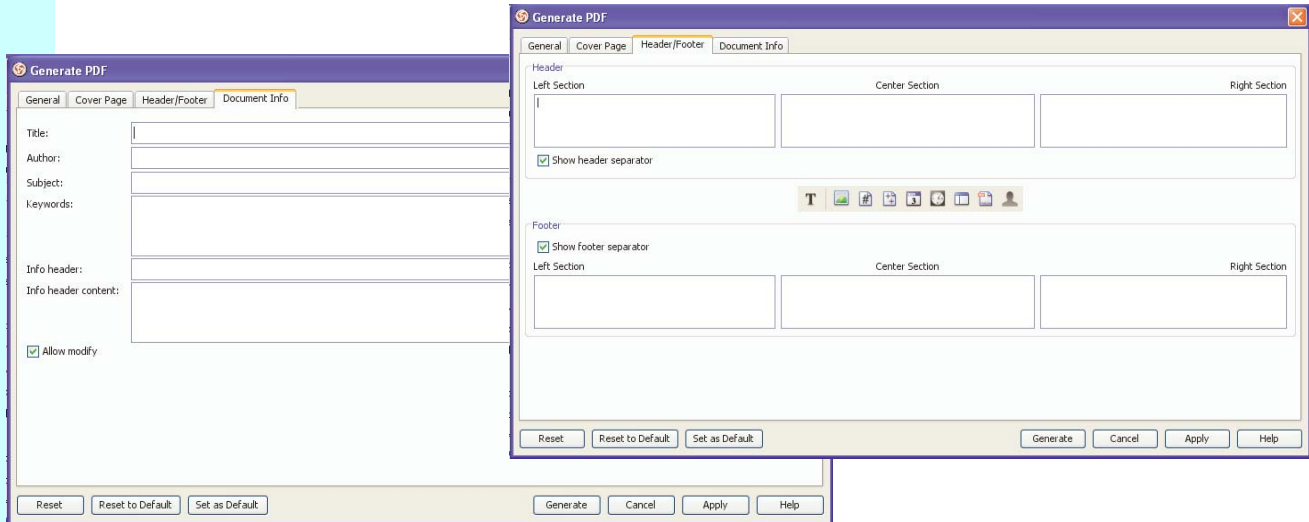 Generate PDF
General Cover Page Header/Footer Document Info
Title:
Author:
Subject:
Keywords:
Info header:
Info header content:
Allow modify
Reset Reset to Default Set as Default Generate Cancel Apply Help
Generate PDF
General Cover Page Header/Footer Document Info
Header
Left Section Center Section Right Section
Show header separator
T # 3
Footer
Show footer separator
Left Section Center Section Right Section
Reset Reset to Default Set as Default Generate Cancel Apply Help